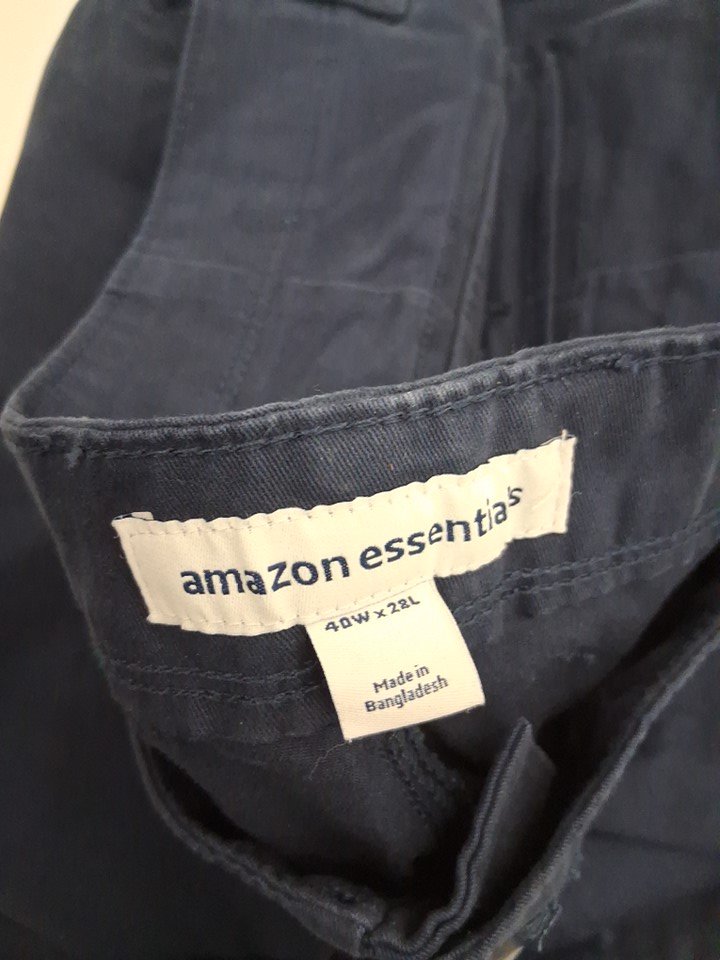 amazon essentials
40W x 28L
Made in
Bangladesh